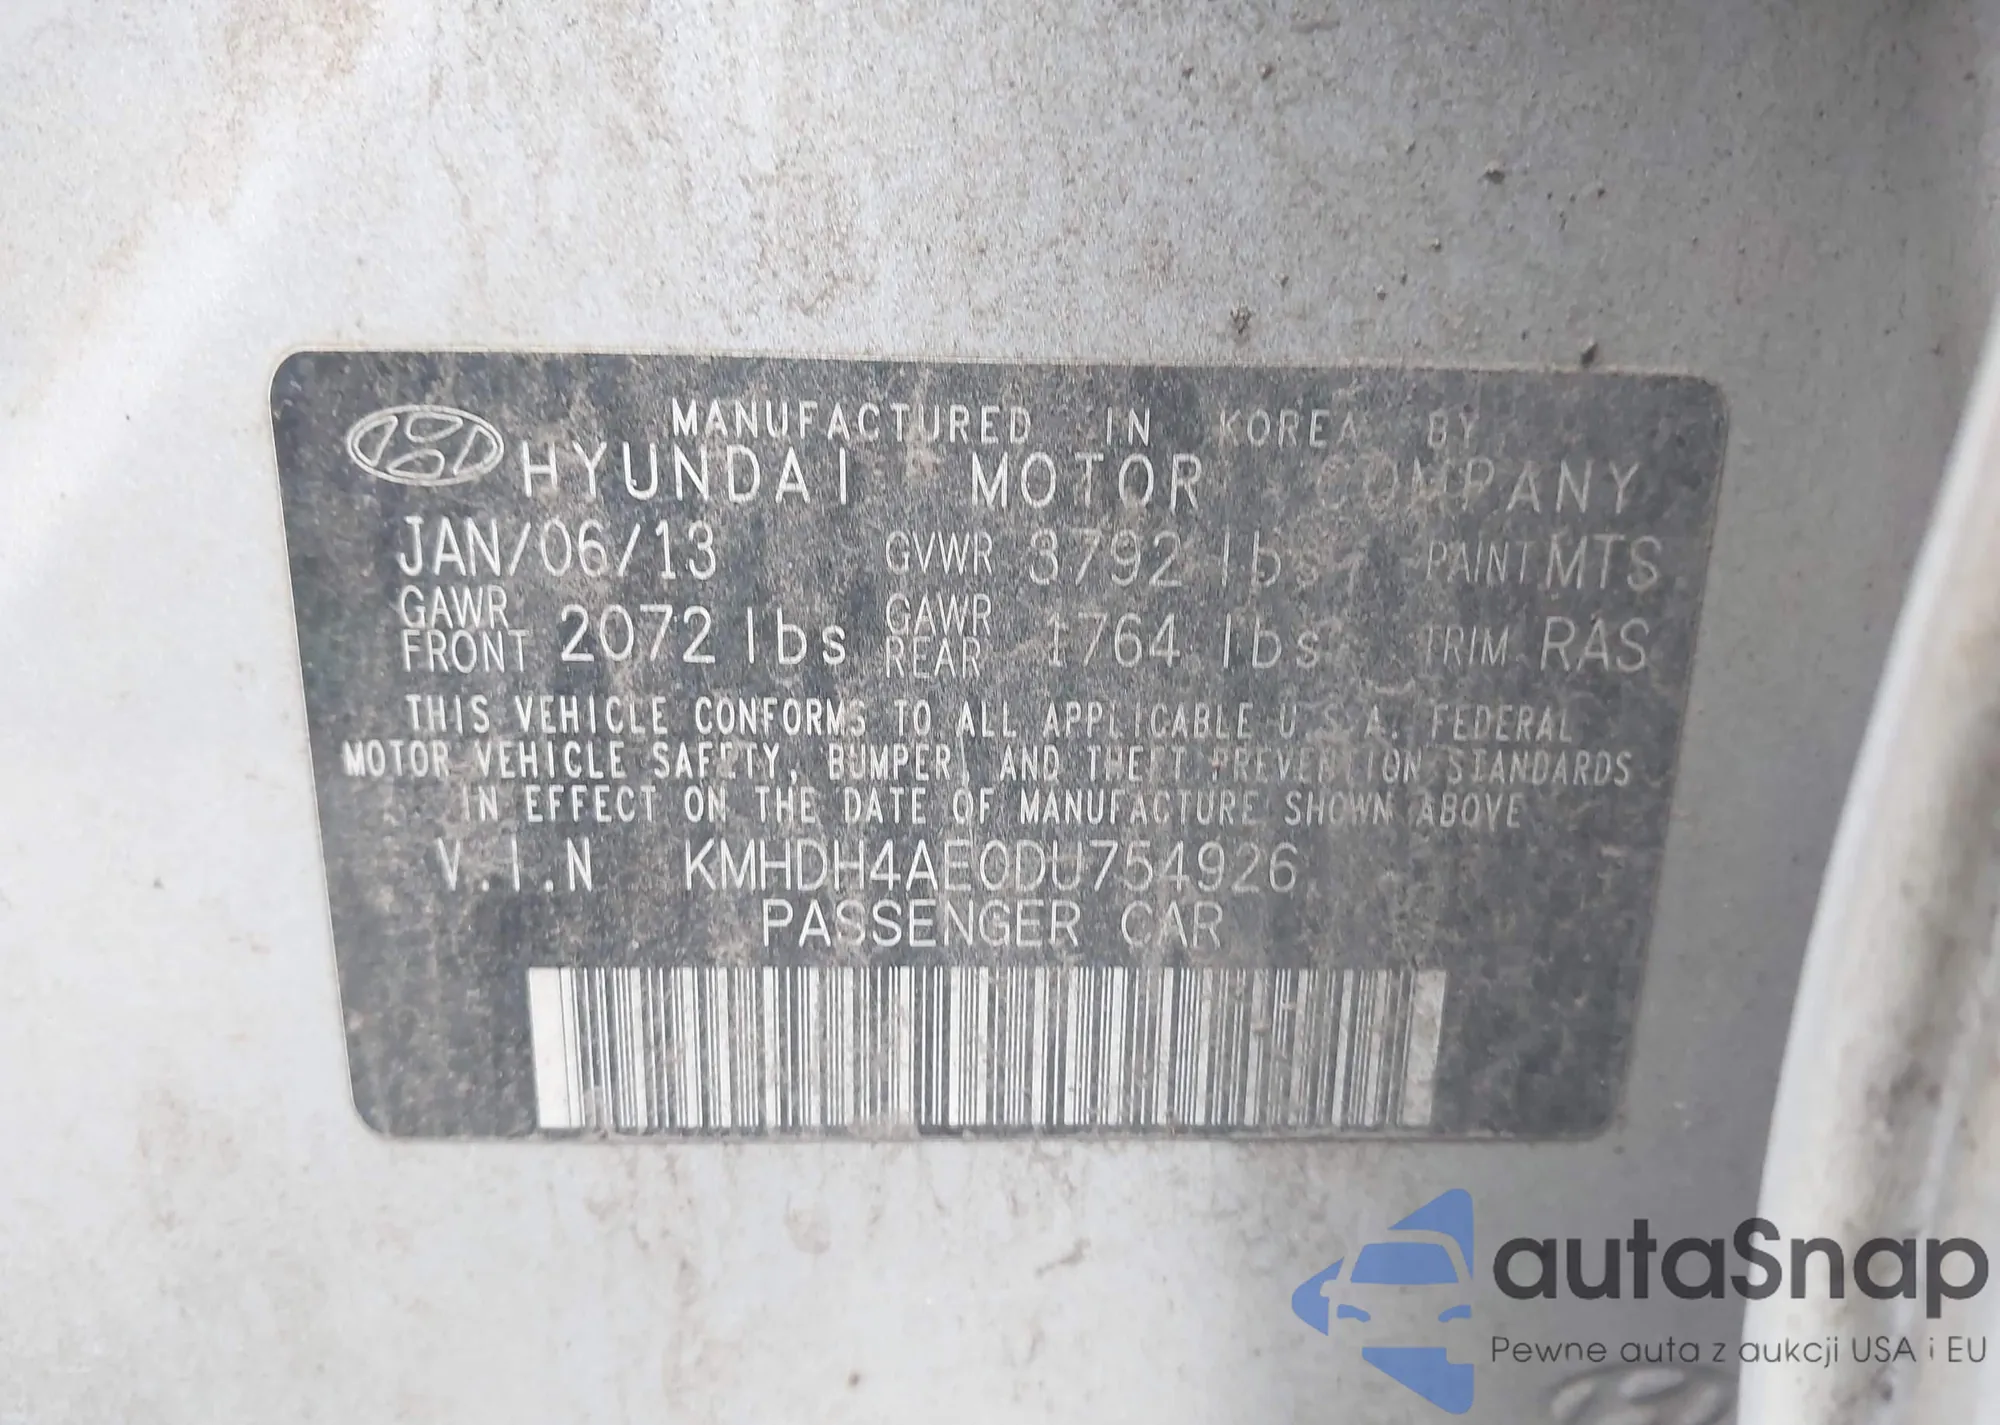 MANUFACTURED IN KOREA BY
HYUNDAI MOTOR COMPANY
JAN/06/13 GVWR 3792 lbs PAINT MTS
GAWR FRONT 2072 lbs GAWR REAR 1764 lbs TRIM RAS
THIS VEHICLE CONFORMS TO ALL APPLICABLE U.S.A. FEDERAL
MOTOR VEHICLE SAFETY, BUMPER, AND THEFT PREVENTION STANDARDS
IN EFFECT ON THE DATE OF MANUFACTURE SHOWN ABOVE
V.I.N KMHDH4AE0DU754926
PASSENGER CAR
autaSnap
Pewne auta z aukcji USA i EU